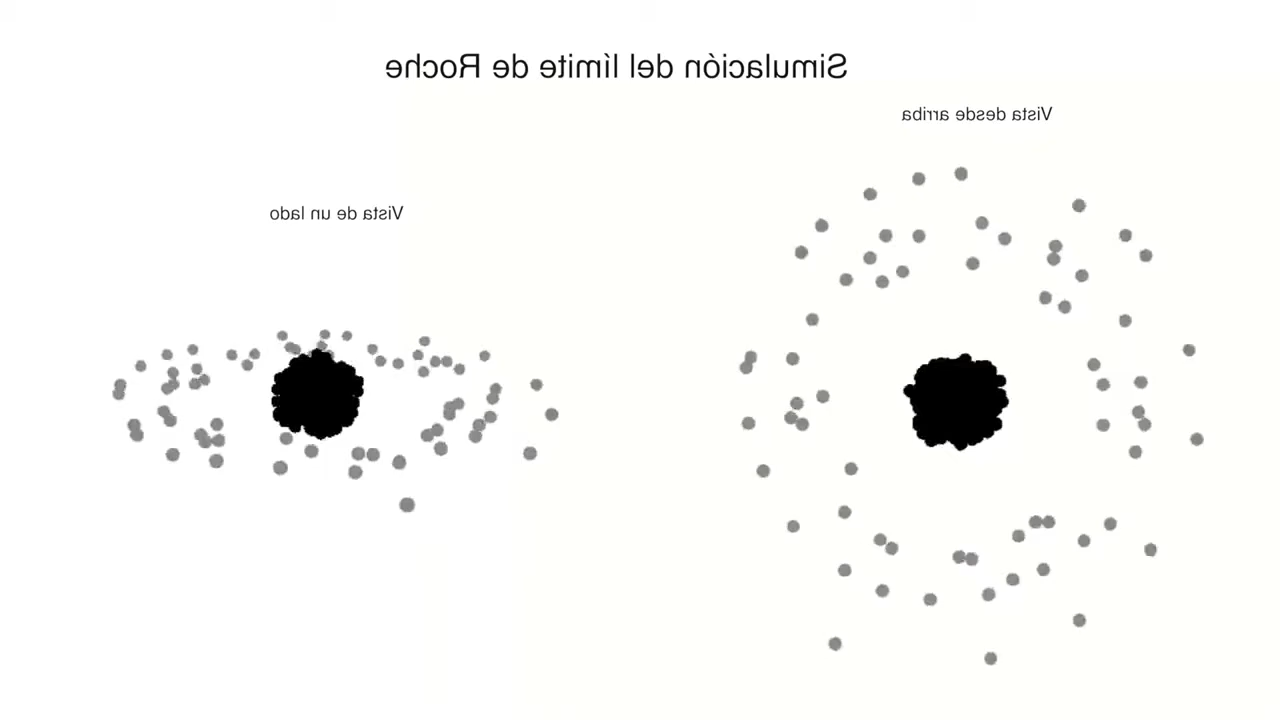 Simulación del límite de Roche
Vista desde arriba
Vista de un lado